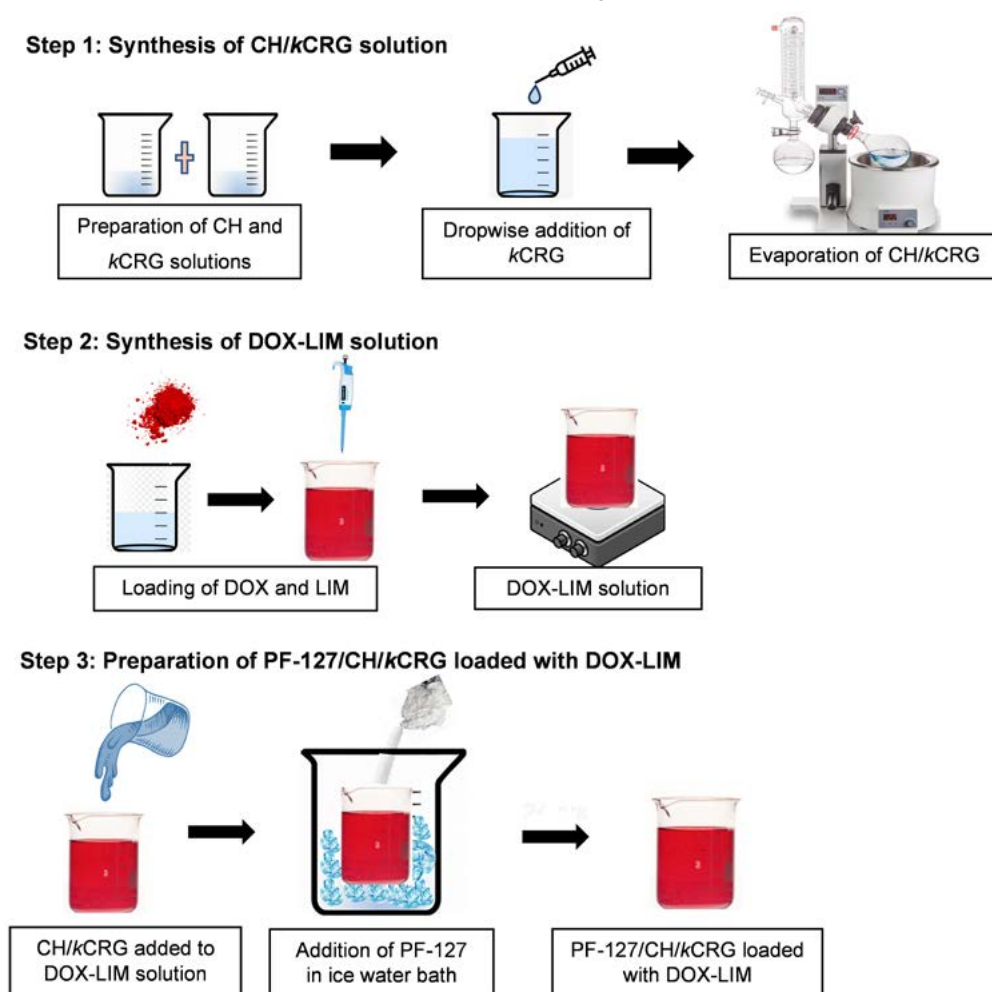 Step 1: Synthesis of CH/kCRG solution
Preparation of CH and
kCRG solutions
Dropwise addition of
kCRG
Evaporation of CH/kCRG
Step 2: Synthesis of DOX-LIM solution
Loading of DOX and LIM
DOX-LIM solution
Step 3: Preparation of PF-127/CH/kCRG loaded with DOX-LIM
CH/kCRG added to
DOX-LIM solution
Addition of PF-127
in ice water bath
PF-127/CH/kCRG loaded
with DOX-LIM